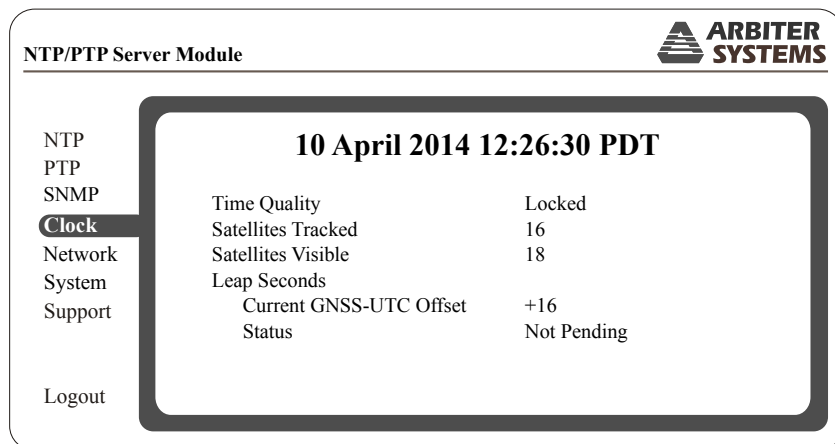 NTP/PTP Server Module
ARBITER
SYSTEMS
NTP
PTP
SNMP
Clock
Network
System
Support
Logout
10 April 2014 12:26:30 PDT
Time Quality Locked
Satellites Tracked 16
Satellites Visible 18
Leap Seconds
Current GNSS-UTC Offset +16
Status Not Pending